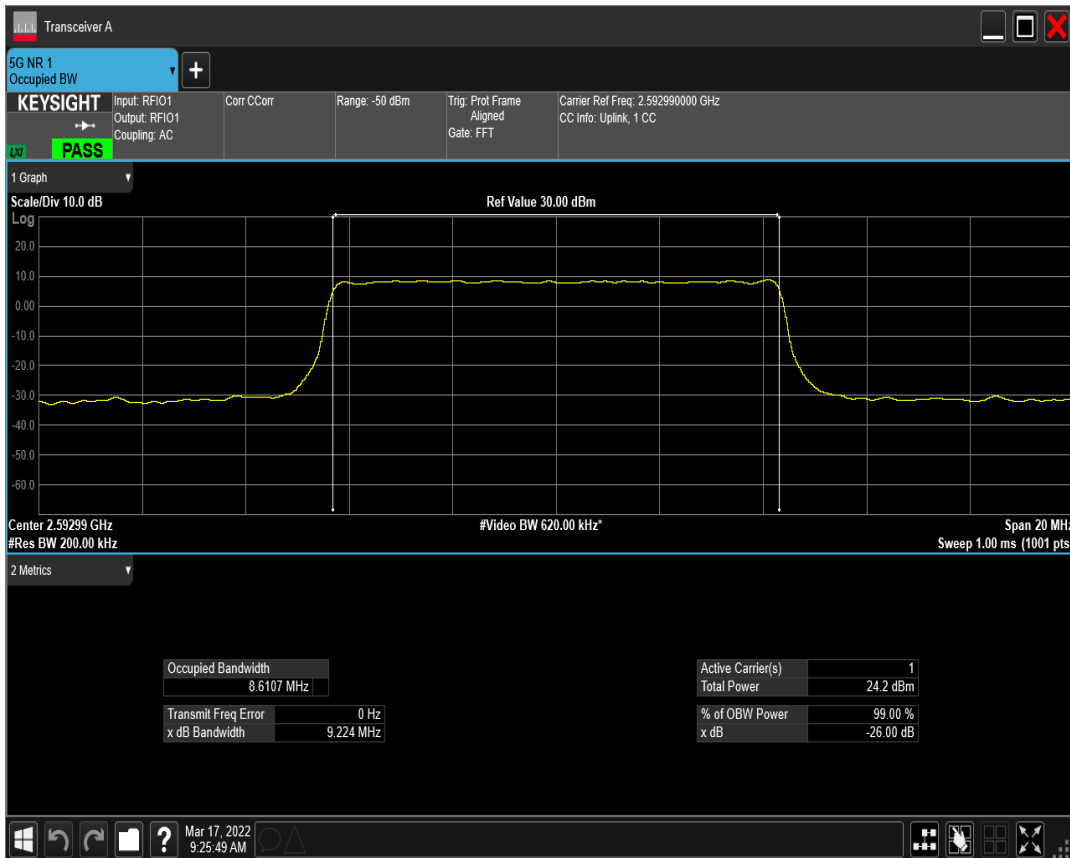 Transceiver A
5G NR 1
Occupied BW
+
KEYSIGHT
LXI
PASS
Input: RFIO1
Output: RFIO1
Coupling: AC
Corr CCorr
Range: -50 dBm
Trig: Prot Frame
Aligned
Gate: FFT
Carrier Ref Freq: 2.592990000 GHz
CC Info: Uplink, 1 CC
1 Graph
Scale/Div 10.0 dB
Ref Value 30.00 dBm
Log
20.0
10.0
0.00
-10.0
-20.0
-30.0
-40.0
-50.0
-60.0
Center 2.59299 GHz
#Video BW 620.00 kHz*
Span 20 MHz
#Res BW 200.00 kHz
Sweep 1.00 ms (1001 pts
2 Metrics
Occupied Bandwidth
8.6107 MHz
Transmit Freq Error 0 Hz
x dB Bandwidth 9.224 MHz
Active Carrier(s) 1
Total Power 24.2 dBm
% of OBW Power 99.00 %
x dB -26.00 dB
?
Mar 17, 2022
9:25:49 AM